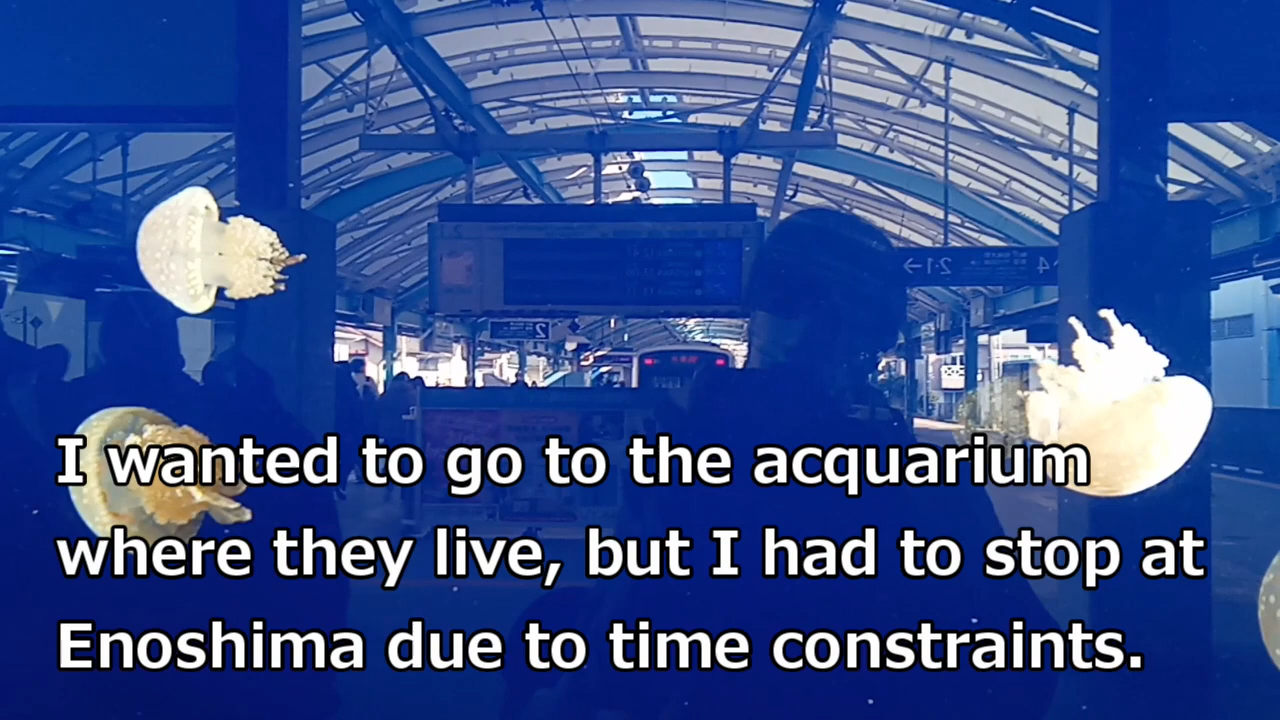 I wanted to go to the acquarium
where they live, but I had to stop at
Enoshima due to time constraints.